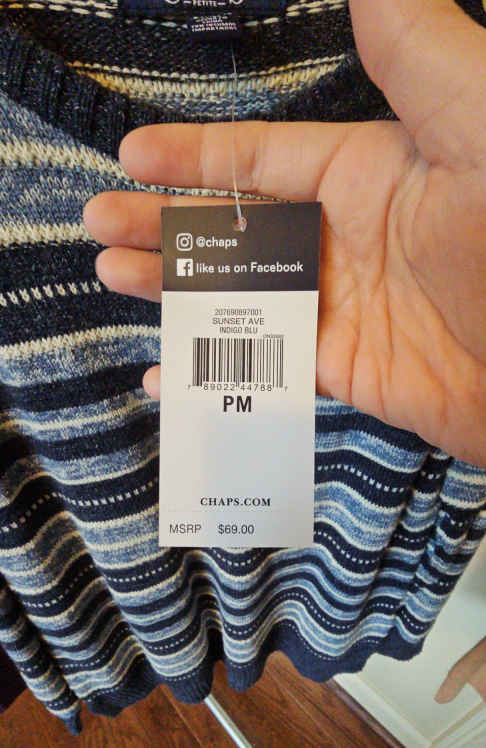 PETITE
@chaps
like us on Facebook
207690897001
SUNSET AVE
INDIGO BLU
7 89022 44788 7
PM
CHAPS.COM
MSRP $69.00